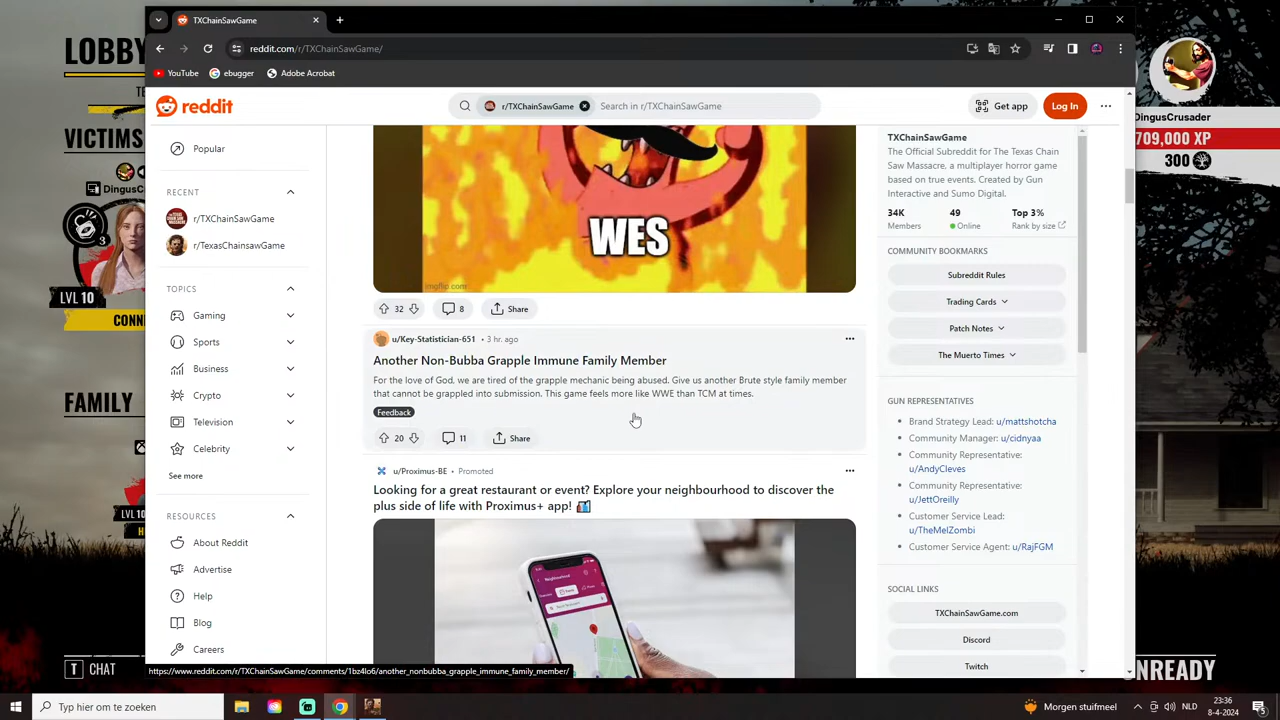 LOBBY
VICTIMS
DingusC
3
LVL 10
CONN
FAMILY
LVL 10
T CHAT
TXChainSawGame
reddit.com/r/TXChainSawGame/
YouTube ebugger Adobe Acrobat
reddit
r/TXChainSawGame Search in r/TXChainSawGame
Get app
Log In
Popular
RECENT
r/TXChainSawGame
r/TexasChainsawGame
TOPICS
Gaming
Sports
Business
Crypto
Television
Celebrity
See more
RESOURCES
About Reddit
Advertise
Help
Blog
Careers
https://www.reddit.com/r/TXChainSawGame/comments/1bz4lo6/another_nonbubba_grapple_immune_family_member/
WES
imgflip.com
32 8 Share
u/Key-Statistician-651 • 3 hr. ago
Another Non-Bubba Grapple Immune Family Member
For the love of God, we are tired of the grapple mechanic being abused. Give us another Brute style family member
that cannot be grappled into submission. This game feels more like WWE than TCM at times.
Feedback
20 11 Share
u/Proximus-BE • Promoted
Looking for a great restaurant or event? Explore your neighbourhood to discover the
plus side of life with Proximus+ app!
TXChainSawGame
The Official Subreddit for The Texas Chain
Saw Massacre, a multiplayer horror game
based on true events. Created by Gun
Interactive and Sumo Digital.
34K 49 Top 3%
Members Online Rank by size
COMMUNITY BOOKMARKS
Subreddit Rules
Trading Cards
Patch Notes
The Muerto Times
GUN REPRESENTATIVES
Brand Strategy Lead: u/mattshotcha
Community Manager: u/cidnyaa
Community Representative:
u/AndyCleves
Community Representative:
u/JettOreilly
Customer Service Lead:
u/TheMelZombi
Customer Service Agent: u/RajFGM
SOCIAL LINKS
TXChainSawGame.com
Discord
Twitch
DingusCrusader
709,000 XP
300
NREADY
Typ hier om te zoeken
Morgen stuifmeel
NLD
23:36
8-4-2024
5